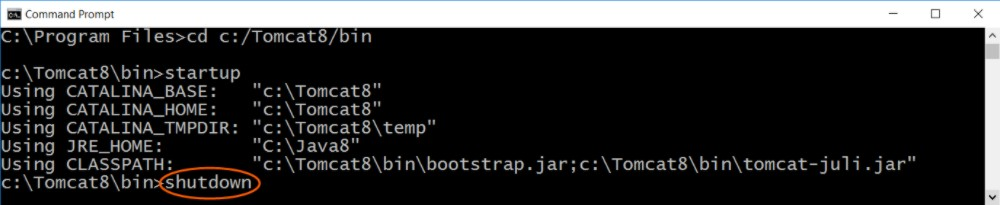 Command Prompt
C:\Program Files>cd c:/Tomcat8/bin
c:\Tomcat8\bin>startup
Using CATALINA_BASE:   "c:\Tomcat8"
Using CATALINA_HOME:   "c:\Tomcat8"
Using CATALINA_TMPDIR: "c:\Tomcat8\temp"
Using JRE_HOME:        "C:\Java8"
Using CLASSPATH:       "c:\Tomcat8\bin\bootstrap.jar;c:\Tomcat8\bin\tomcat-juli.jar"
c:\Tomcat8\bin>shutdown